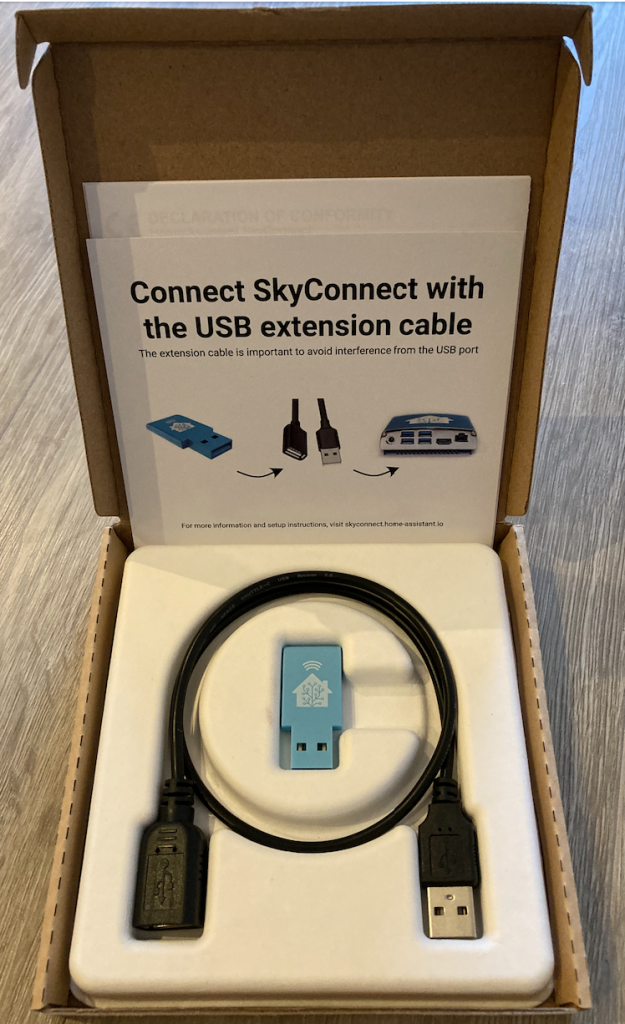 DECLARATION OF CONFORMITY
Connect SkyConnect with
the USB extension cable
The extension cable is important to avoid interference from the USB port
For more information and setup instructions, visit skyconnect.home-assistant.io
USB